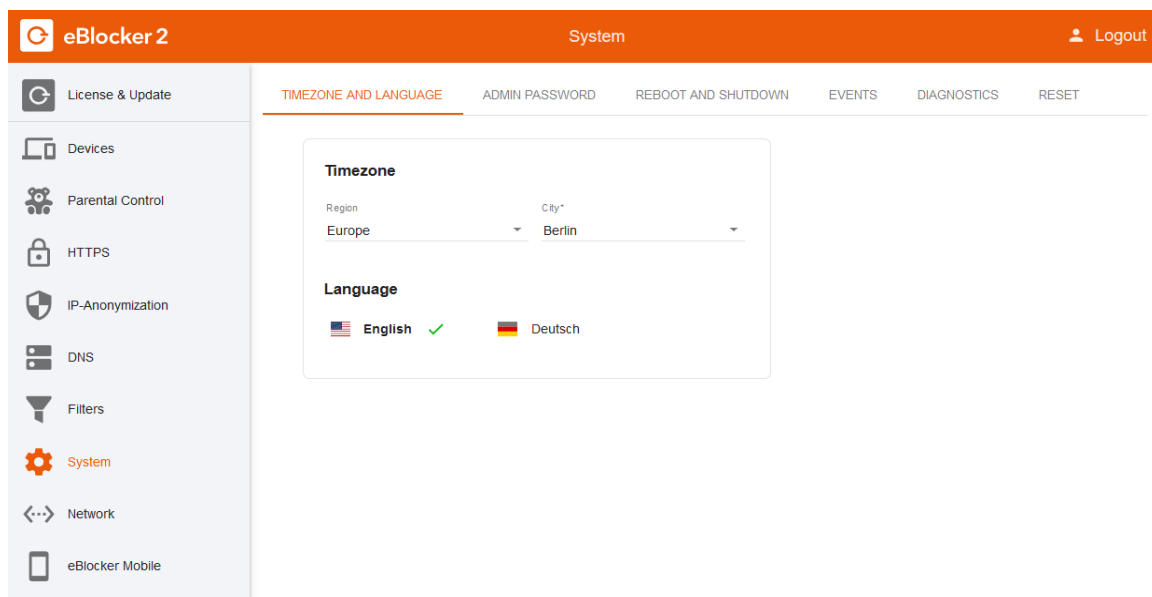 eBlocker 2
System
Logout
License & Update
Devices
Parental Control
HTTPS
IP-Anonymization
DNS
Filters
System
Network
eBlocker Mobile
TIMEZONE AND LANGUAGE
ADMIN PASSWORD
REBOOT AND SHUTDOWN
EVENTS
DIAGNOSTICS
RESET
Timezone
Region
City*
Europe
Berlin
Language
English
Deutsch